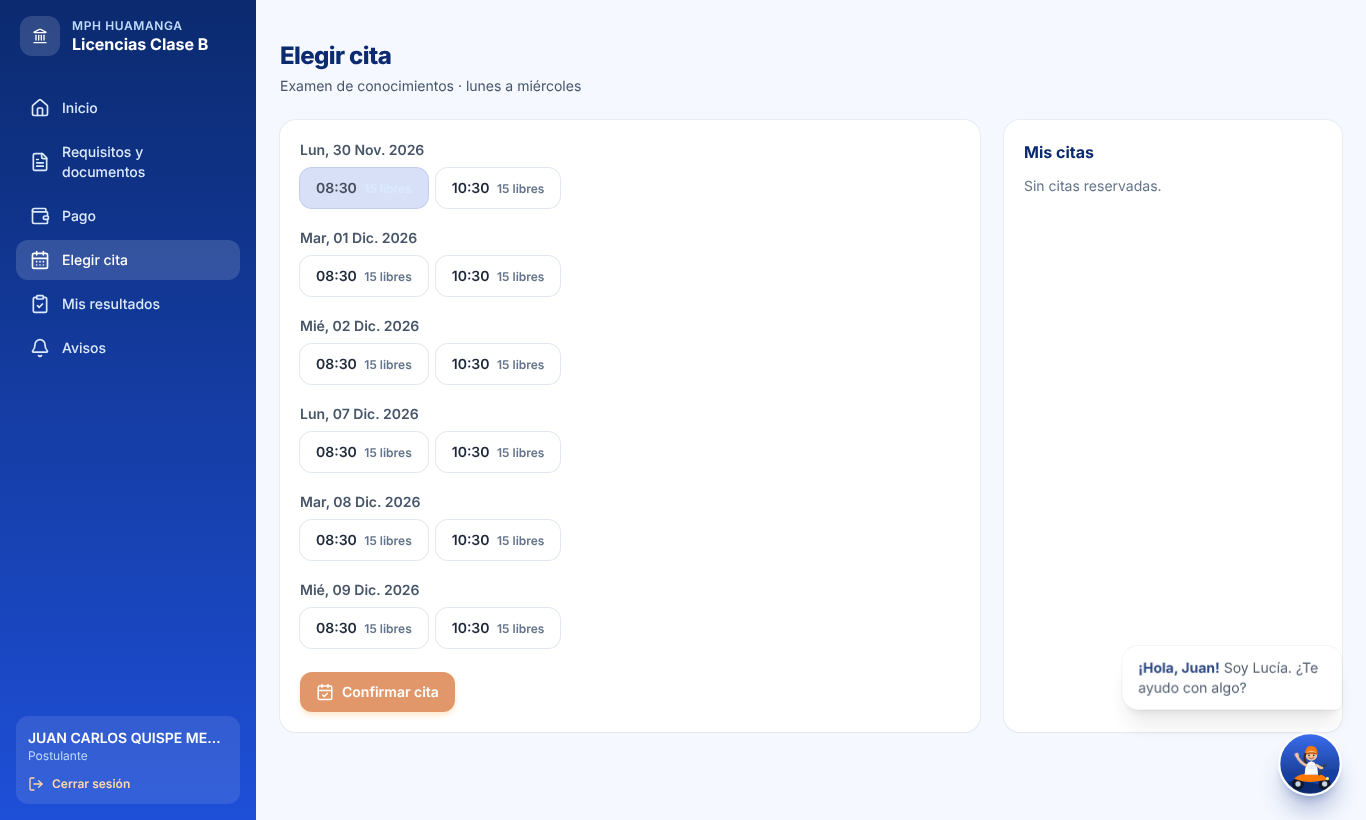 MPH HUAMANGA
Licencias Clase B
Inicio
Requisitos y
documentos
Pago
Elegir cita
Mis resultados
Avisos
JUAN CARLOS QUISPE ME...
Postulante
Cerrar sesión
Elegir cita
Examen de conocimientos · lunes a miércoles
Lun, 30 Nov. 2026
08:30 15 libres 10:30 15 libres
Mar, 01 Dic. 2026
08:30 15 libres 10:30 15 libres
Mié, 02 Dic. 2026
08:30 15 libres 10:30 15 libres
Lun, 07 Dic. 2026
08:30 15 libres 10:30 15 libres
Mar, 08 Dic. 2026
08:30 15 libres 10:30 15 libres
Mié, 09 Dic. 2026
08:30 15 libres 10:30 15 libres
Confirmar cita
Mis citas
Sin citas reservadas.
¡Hola, Juan! Soy Lucía. ¿Te
ayudo con algo?